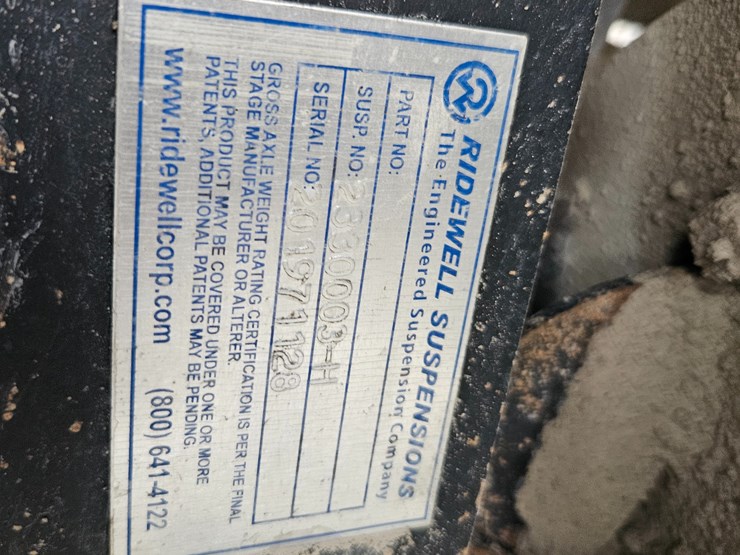 RIDEWELL SUSPENSIONS
The Engineered Suspension Company
PART NO:
SUSP. NO: 2330003-H
SERIAL NO: 201971128
GROSS AXLE WEIGHT RATING CERTIFICATION IS PER THE FINAL
STAGE MANUFACTURER OR ALTERER.
THIS PRODUCT MAY BE COVERED UNDER ONE OR MORE
PATENTS, ADDITIONAL PATENTS MAY BE PENDING.
www.ridewellcorp.com (800) 641-4122